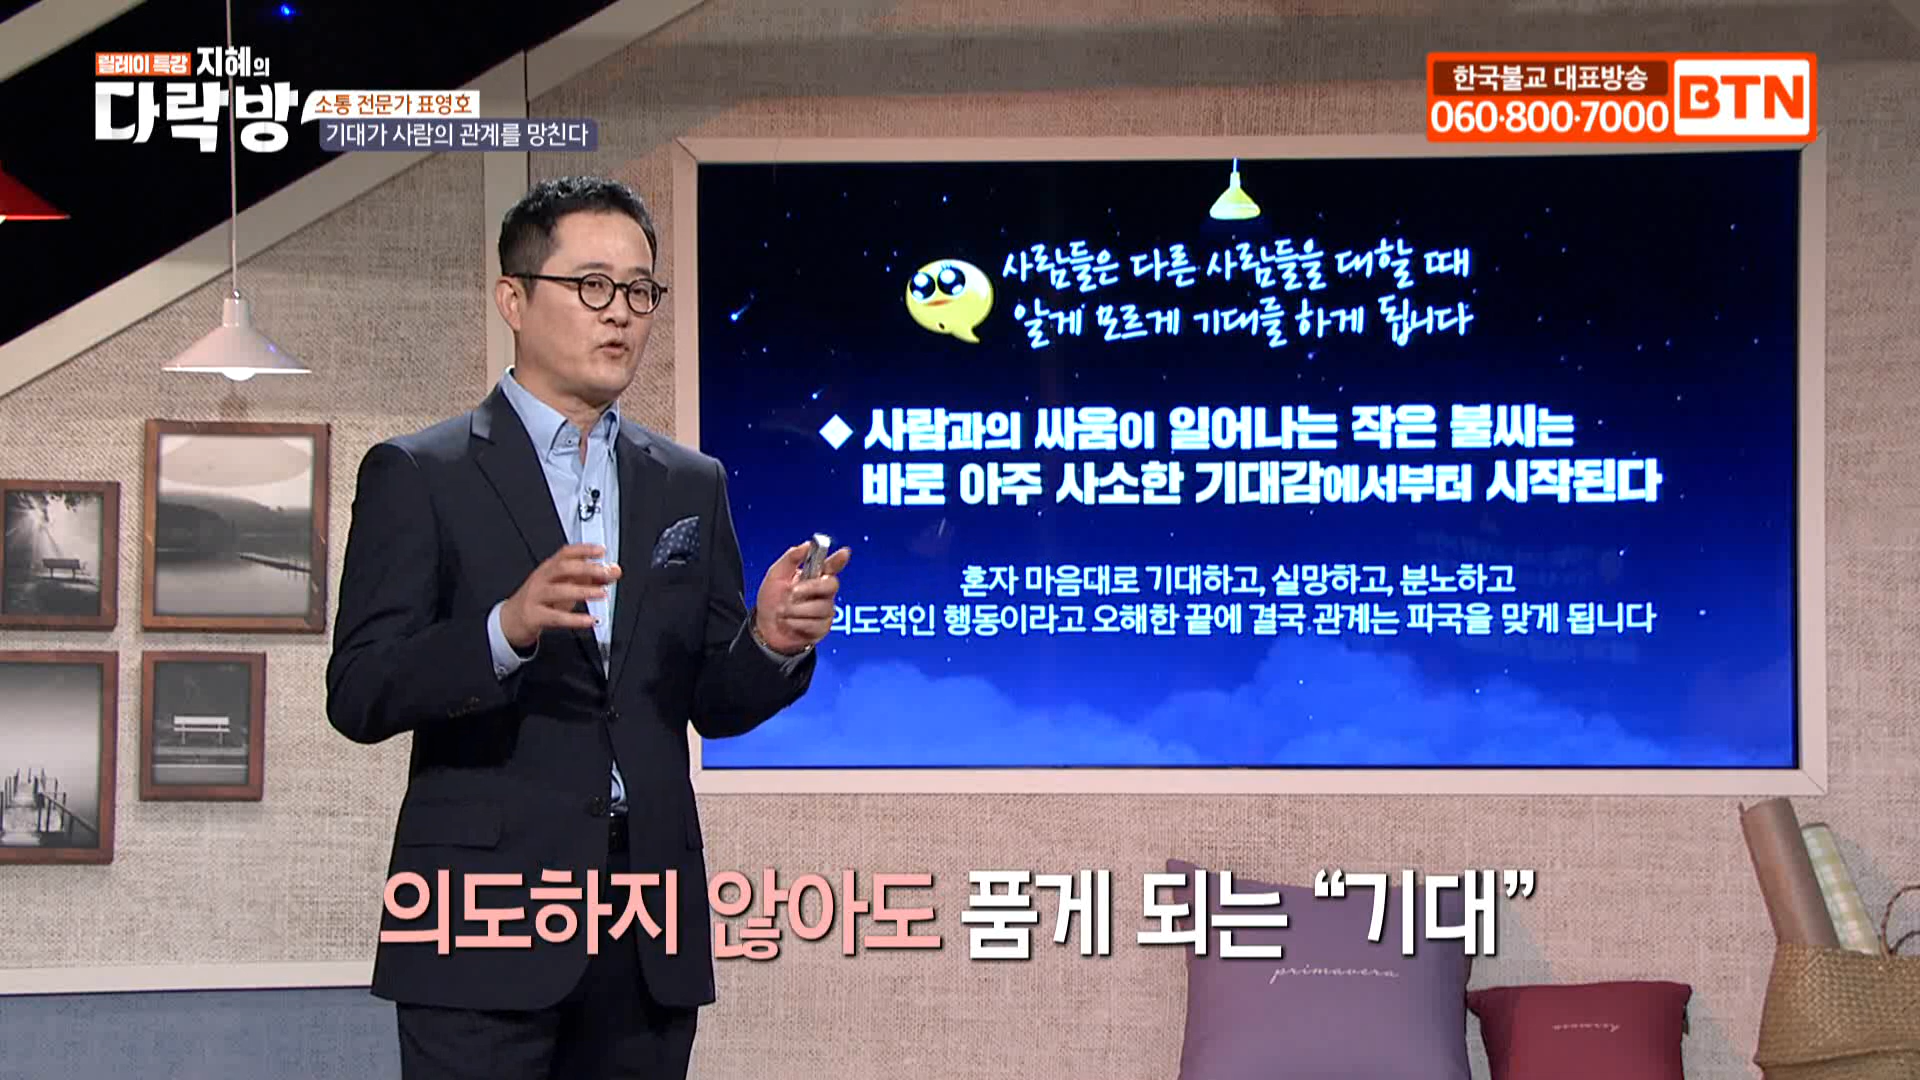 릴레이 특강 지혜의
다락방
소통 전문가 표영호
기대가 사람의 관계를 망친다
한국불교 대표방송
060·800·7000
BTN
사람들은 다른 사람들을 대할 때
알게 모르게 기대를 하게 됩니다
◆ 사람과의 싸움이 일어나는 작은 불씨는
바로 아주 사소한 기대감에서부터 시작된다
혼자 마음대로 기대하고, 실망하고, 분노하고
의도적인 행동이라고 오해한 끝에 결국 관계는 파국을 맞게 됩니다
의도하지 않아도 품게 되는 “기대”
primavera